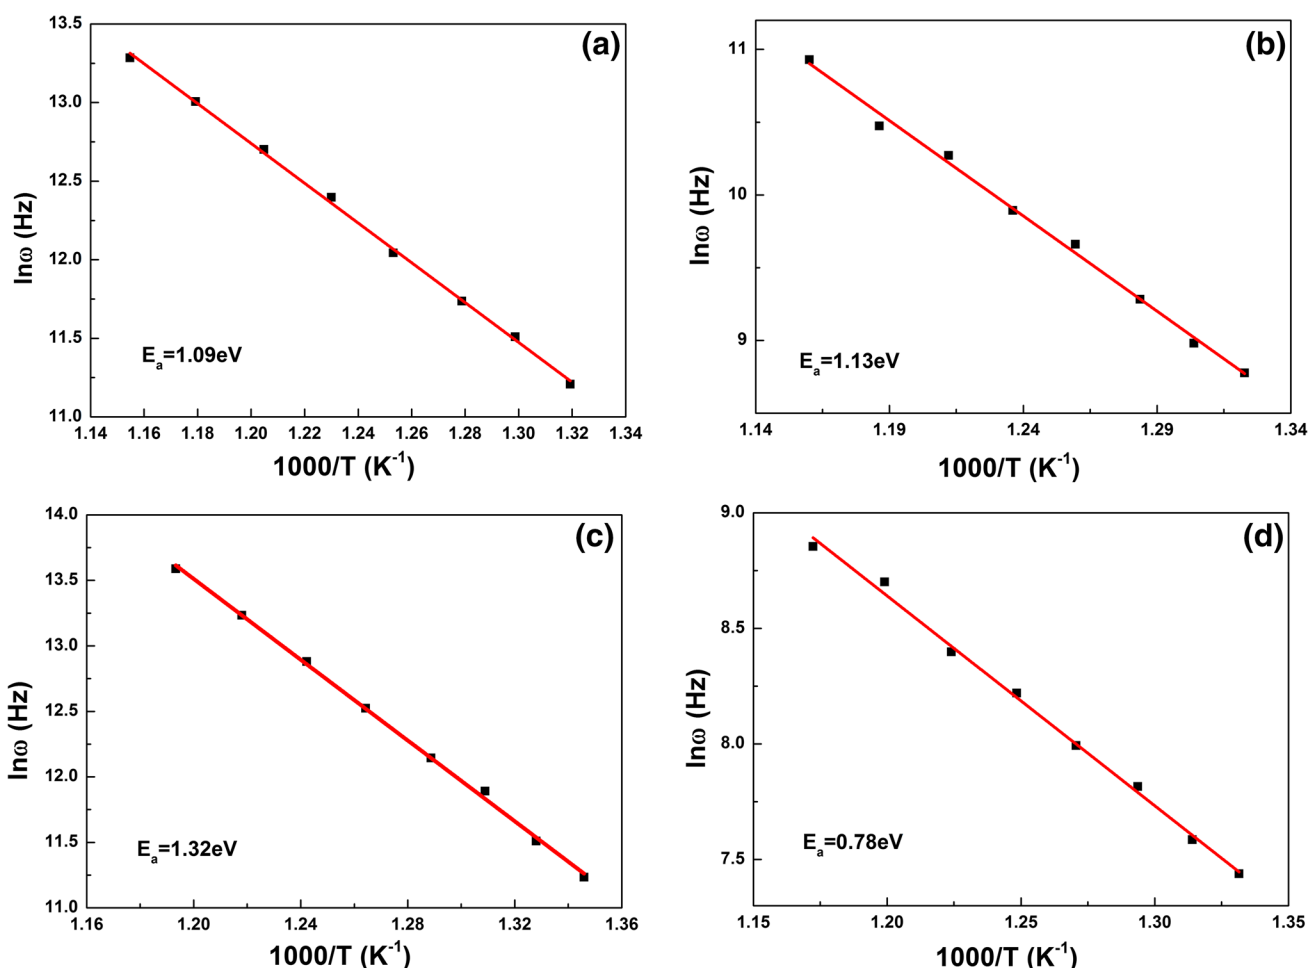 (a)
13.5
13.0
12.5
12.0
11.5
11.0
lnω (Hz)
Eₐ=1.09eV
1.14 1.16 1.18 1.20 1.22 1.24 1.26 1.28 1.30 1.32 1.34
1000/T (K⁻¹)
(b)
11
10
9
lnω (Hz)
Eₐ=1.13eV
1.14 1.19 1.24 1.29 1.34
1000/T (K⁻¹)
(c)
14.0
13.5
13.0
12.5
12.0
11.5
11.0
lnω (Hz)
Eₐ=1.32eV
1.16 1.20 1.24 1.28 1.32 1.36
1000/T (K⁻¹)
(d)
9.0
8.5
8.0
7.5
lnω (Hz)
Eₐ=0.78eV
1.15 1.20 1.25 1.30 1.35
1000/T (K⁻¹)